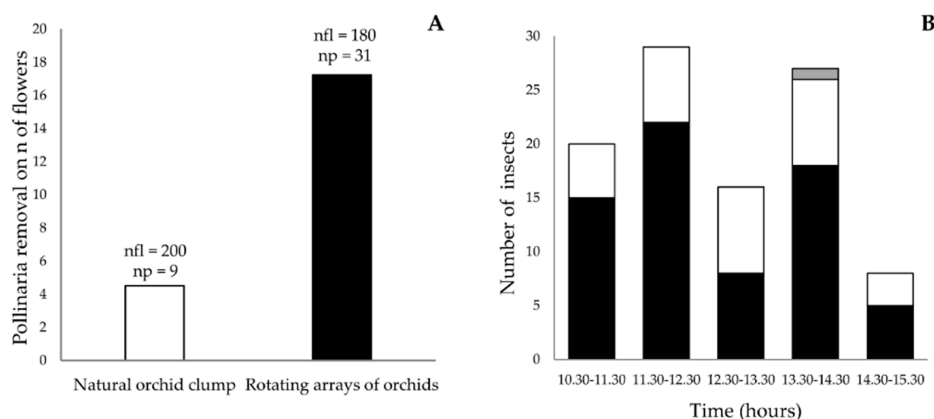 A
Pollinaria removal on n of flowers
20
18
16
14
12
10
8
6
4
2
0
nfl = 200
np = 9
nfl = 180
np = 31
Natural orchid clump
Rotating arrays of orchids
B
Number of insects
30
25
20
15
10
5
0
10.30-11.30
11.30-12.30
12.30-13.30
13.30-14.30
14.30-15.30
Time (hours)